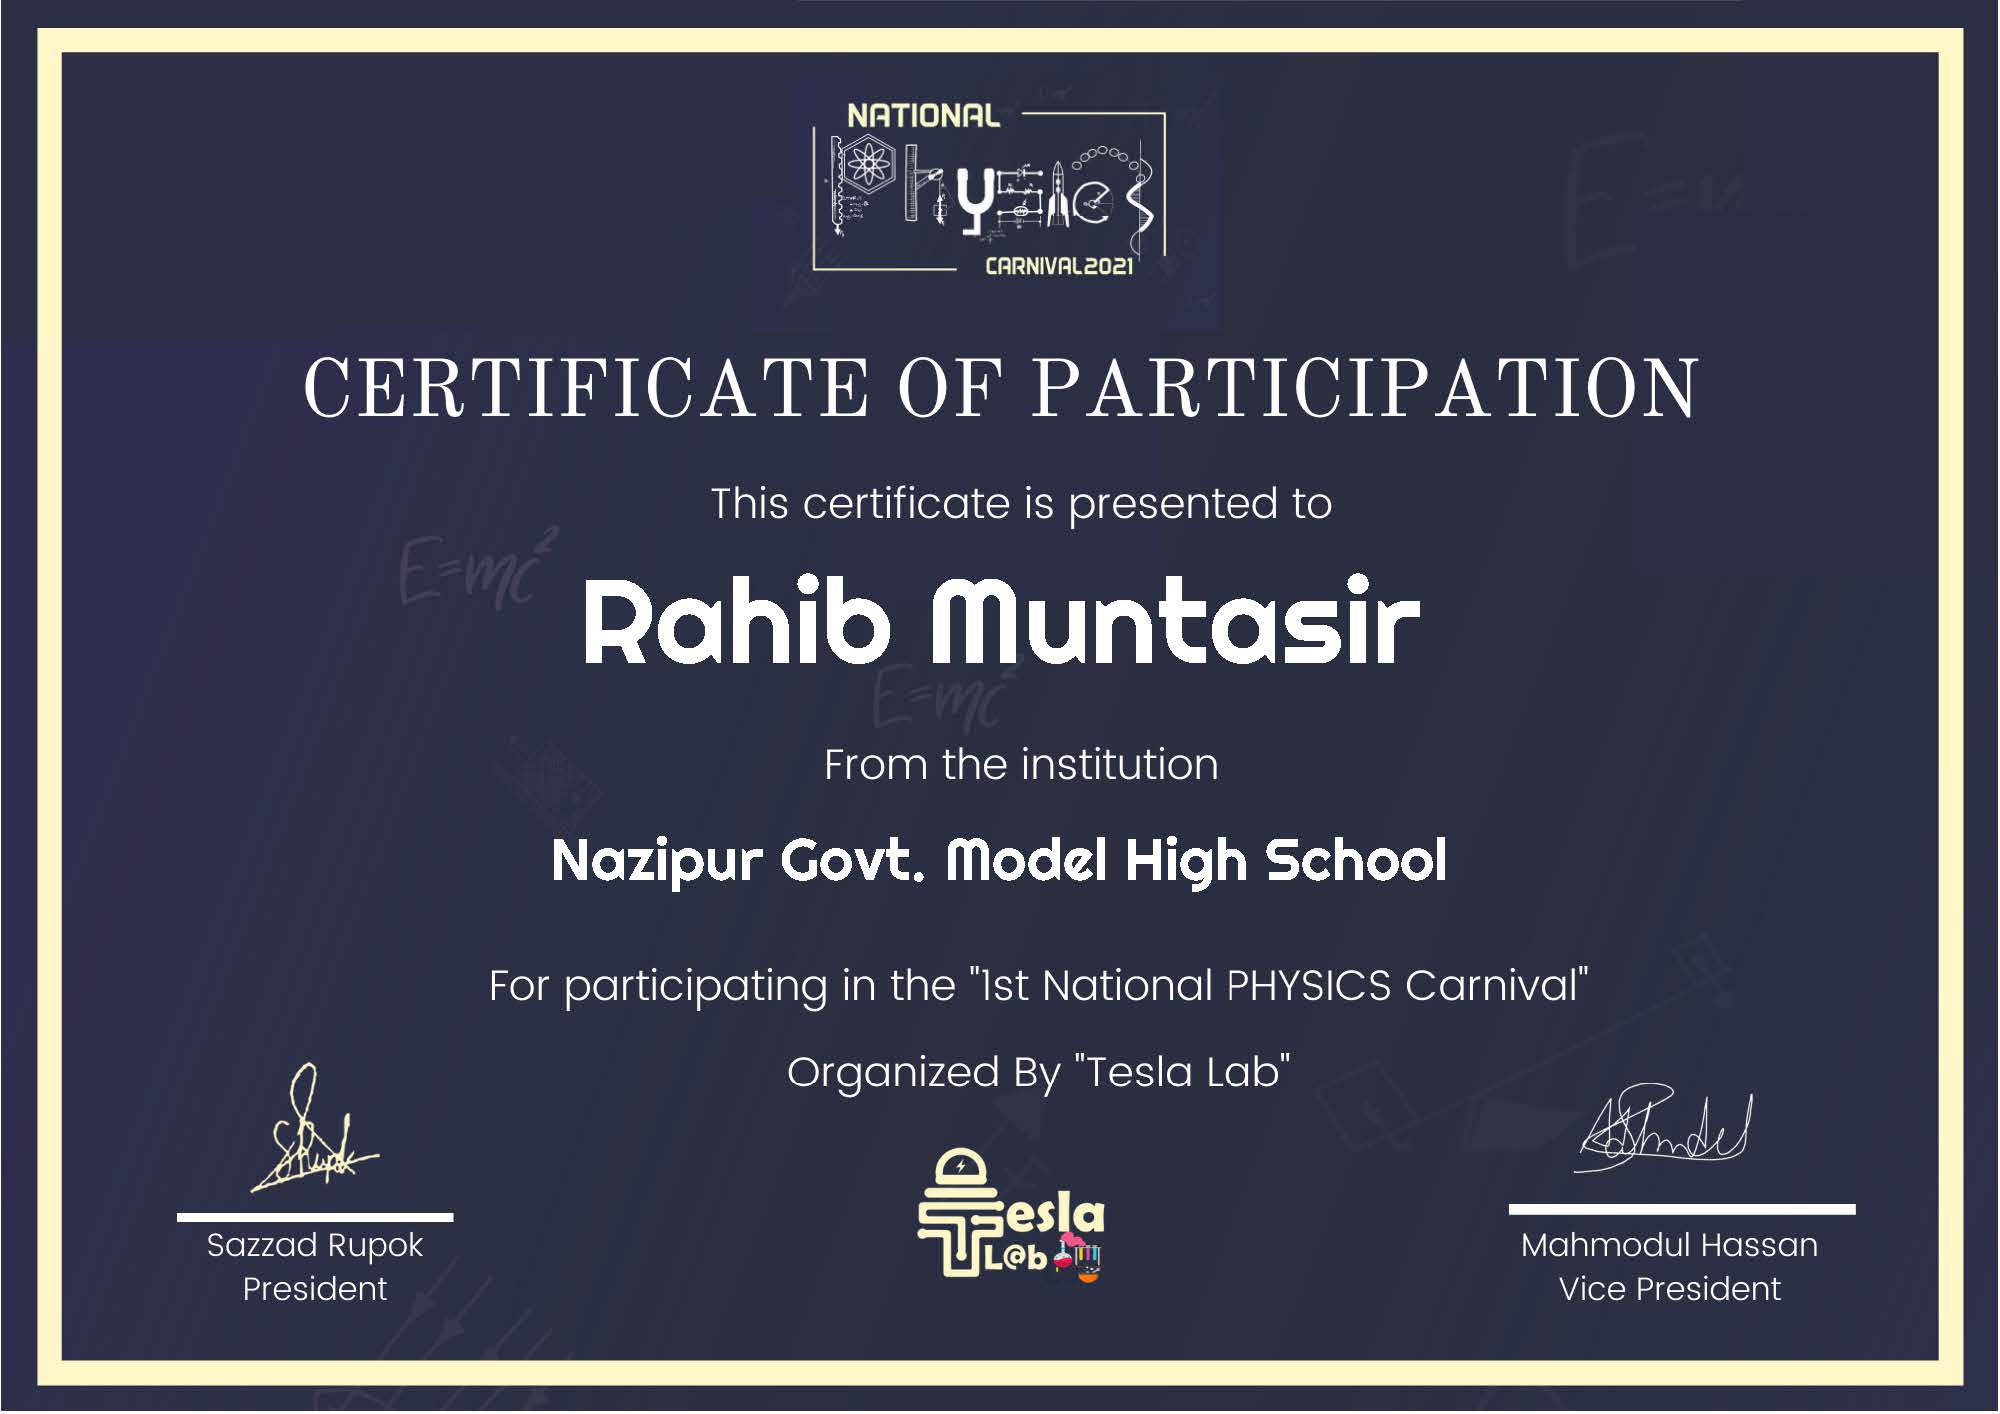 NATIONAL
Physics
CARNIVAL2021
CERTIFICATE OF PARTICIPATION
This certificate is presented to
E=mc²
Rahib Muntasir
E=mc²
From the institution
Nazipur Govt. Model High School
For participating in the "1st National PHYSICS Carnival"
Organized By "Tesla Lab"
Tesla
L@b
Sazzad Rupok
President
Mahmodul Hassan
Vice President